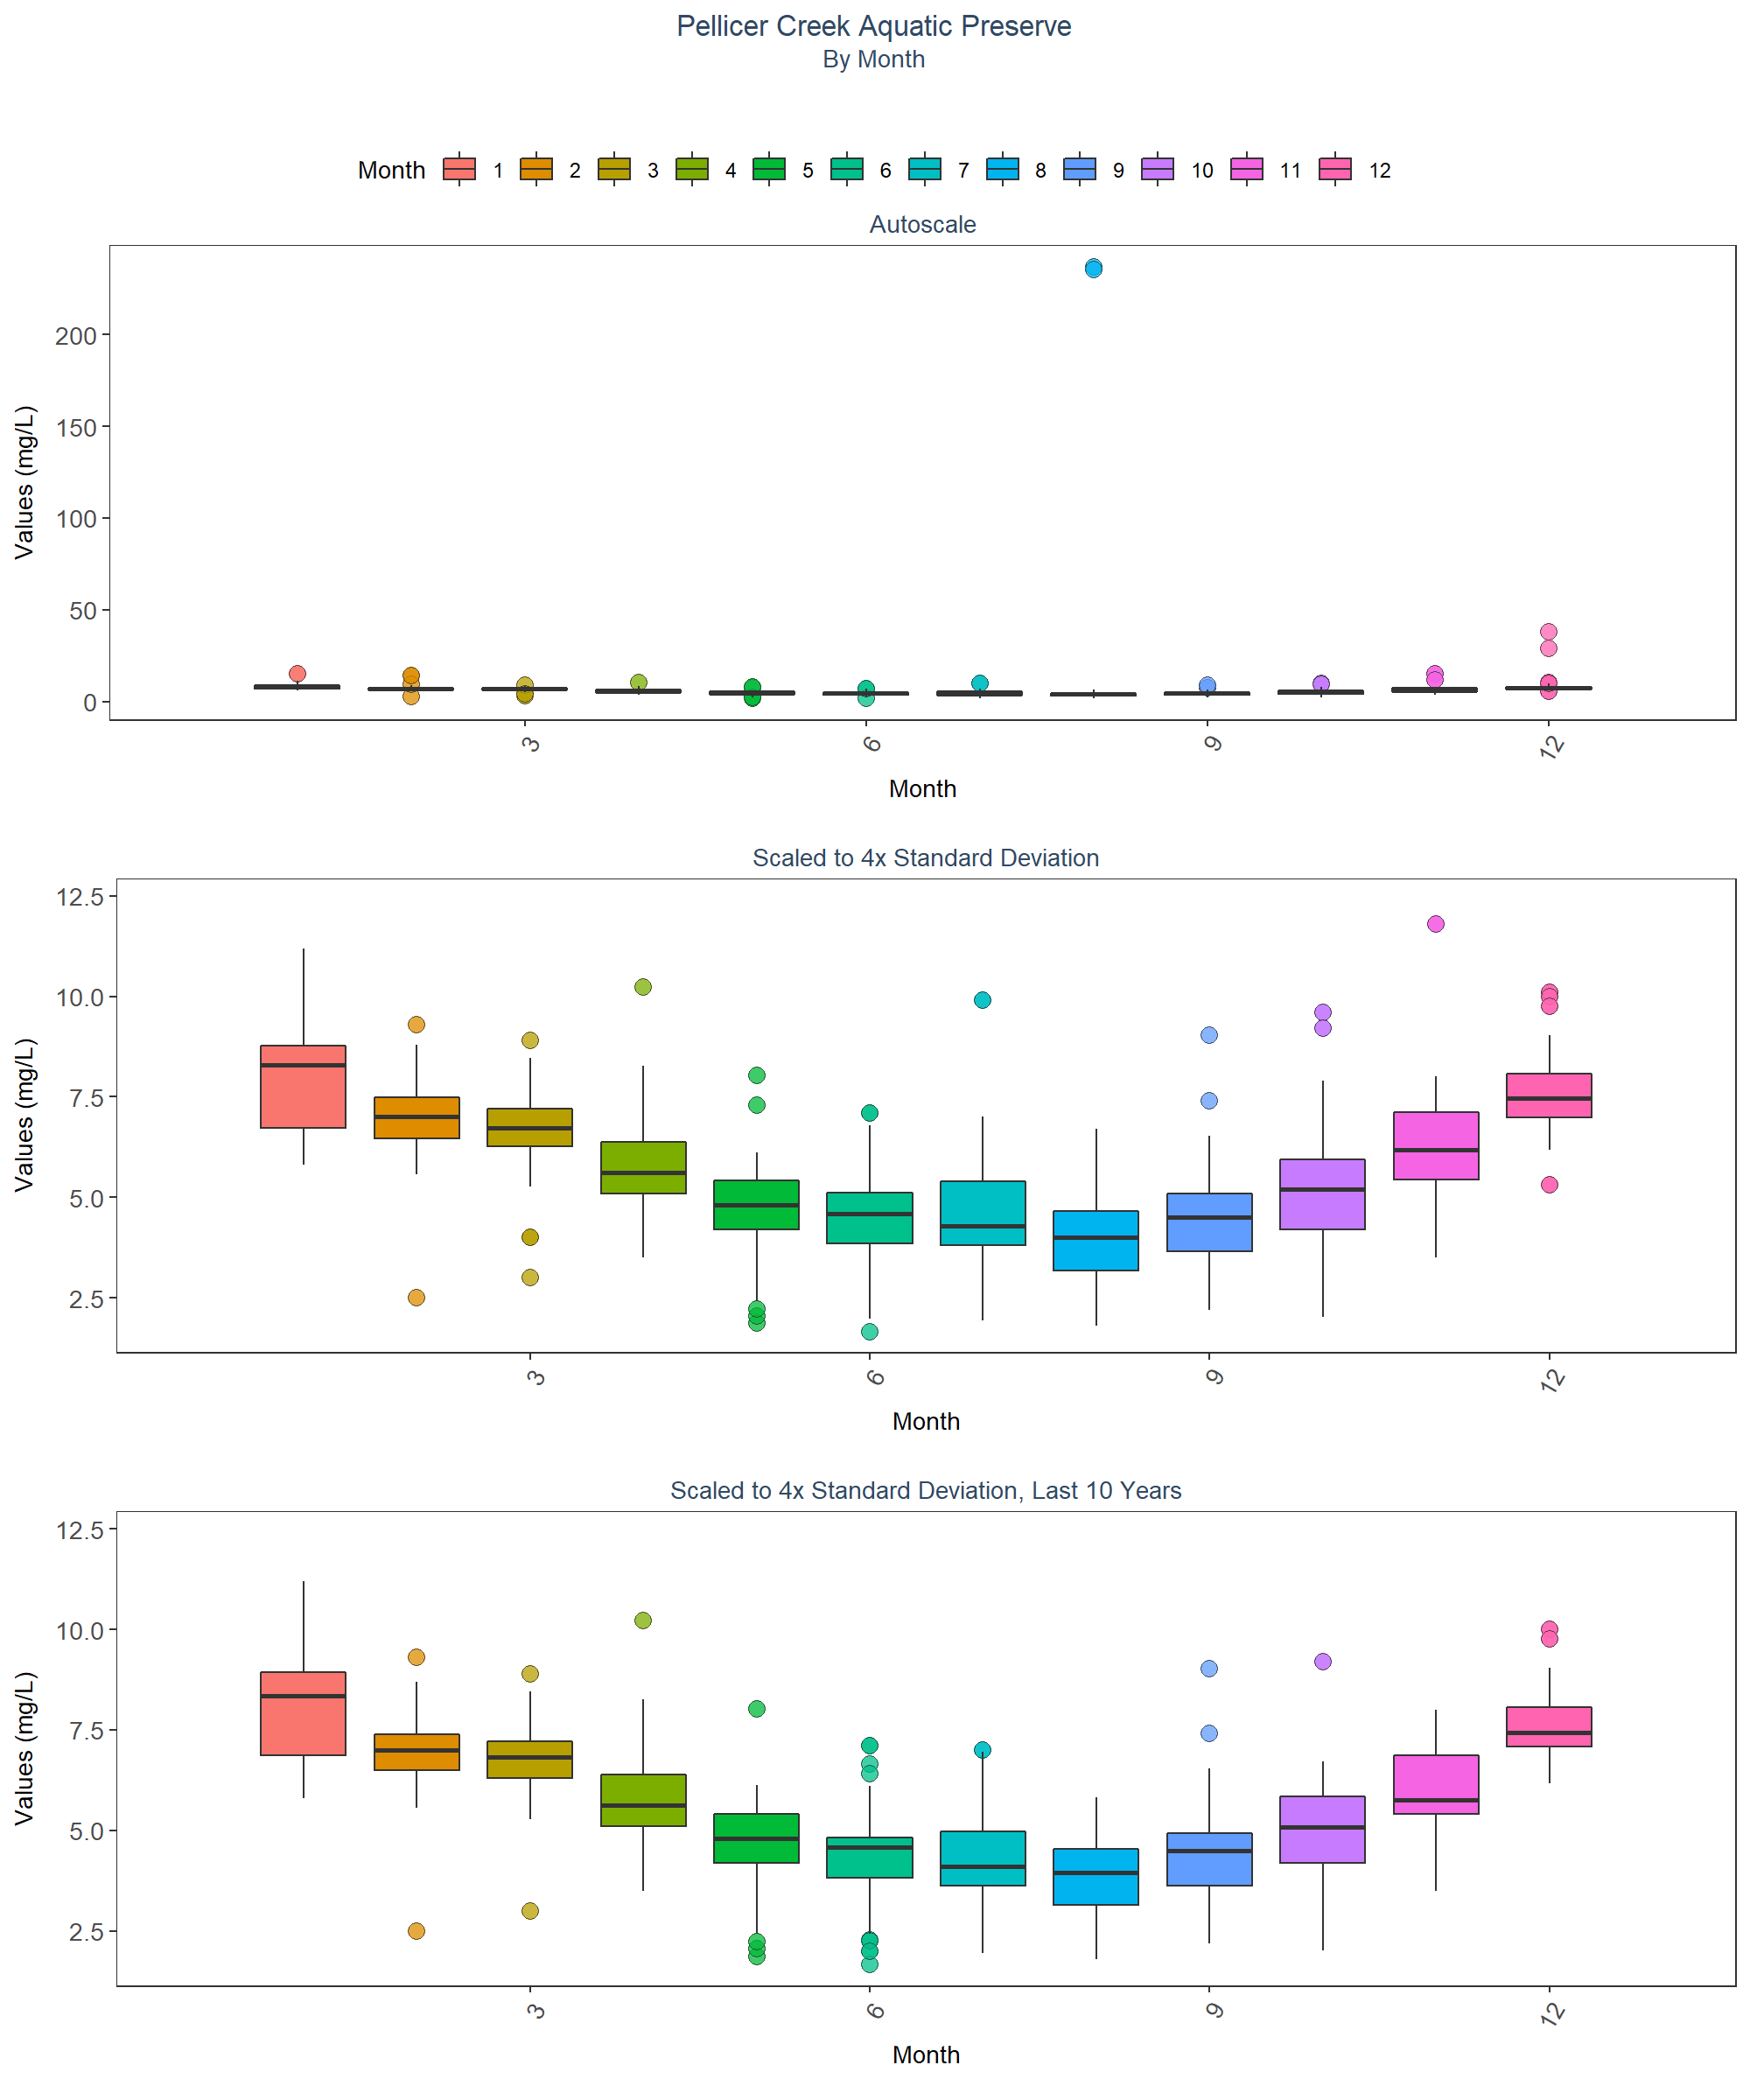 Pellicer Creek Aquatic Preserve
By Month
Month 1 2 3 4 5 6 7 8 9 10 11 12
Autoscale
Values (mg/L)
200
150
100
50
0
3 6 9 12
Month
Scaled to 4x Standard Deviation
Values (mg/L)
12.5
10.0
7.5
5.0
2.5
3 6 9 12
Month
Scaled to 4x Standard Deviation, Last 10 Years
Values (mg/L)
12.5
10.0
7.5
5.0
2.5
3 6 9 12
Month